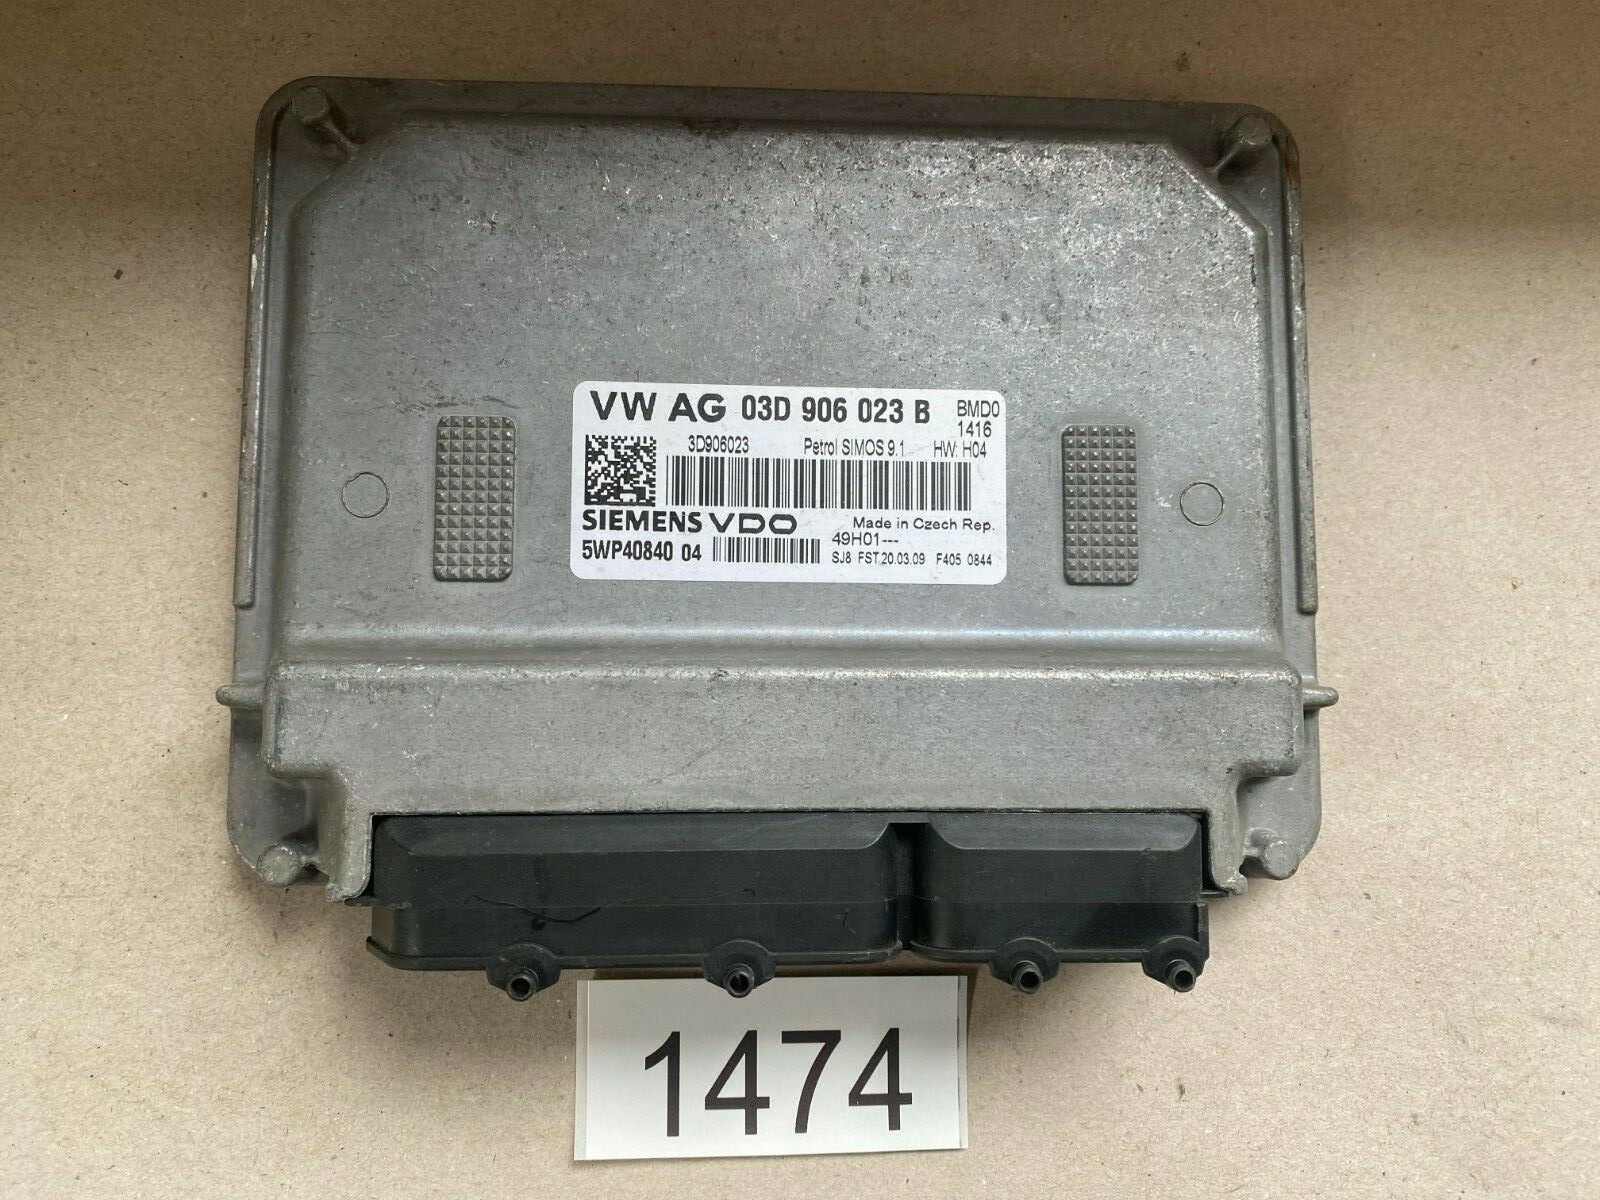 VW AG 03D 906 023 B BMD0
1416
3D906023 Petrol SIMOS 9.1 HW: H04
SIEMENS VDO Made in Czech Rep.
49H01---
5WP40840 04 SJ8 FST 20.03.09 F405 0844
1474